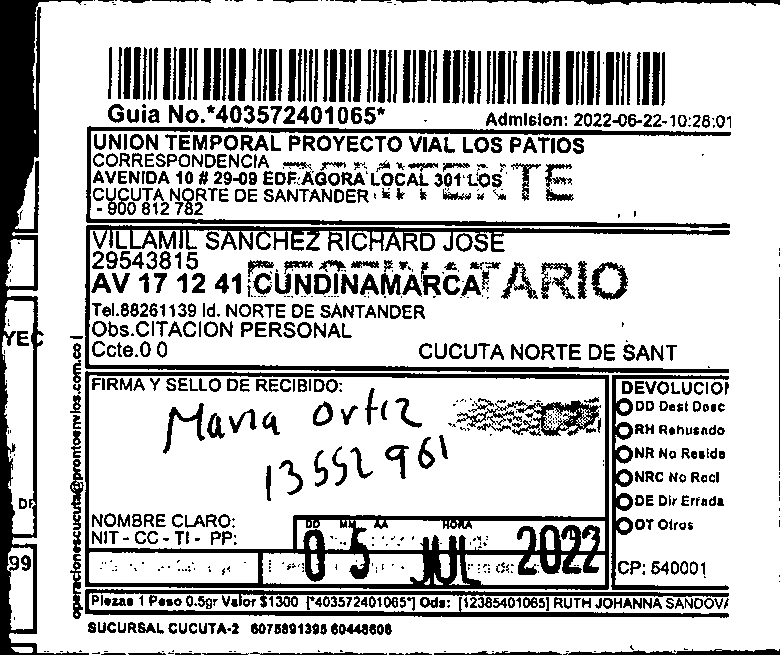 Guia No.*403572401065*
Admision: 2022-06-22-10:28:01
UNION TEMPORAL PROYECTO VIAL LOS PATIOS
CORRESPONDENCIA
AVENIDA 10 # 29-09 EDF AGORA LOCAL 301 LOS
CUCUTA NORTE DE SANTANDER
- 900 812 782
VILLAMIL SANCHEZ RICHARD JOSE
29543815
AV 17 12 41 CUNDINAMARCA
DESTINATARIO
Tel.88261139 Id. NORTE DE SANTANDER
Obs.CITACION PERSONAL
Ccte.0 0
CUCUTA NORTE DE SANT
YEC
operacionescucuta@prontoenvios.com.co |
FIRMA Y SELLO DE RECIBIDO:
Maria Ortiz
13552961
DEVOLUCION
DD Dest Desc
RH Rehusado
NR No Reside
NRC No Recl
DE Dir Errada
OT Otros
NOMBRE CLARO:
NIT - CC - TI - PP:
DD MM AA HORA
05 JUL 2022
CP: 540001
DE
99
Piezas 1 Peso 0.5gr Valor $1300 [*403572401065*] Ods: [12385401065] RUTH JOHANNA SANDOVA
SUCURSAL CUCUTA-2 6075891395 60448608